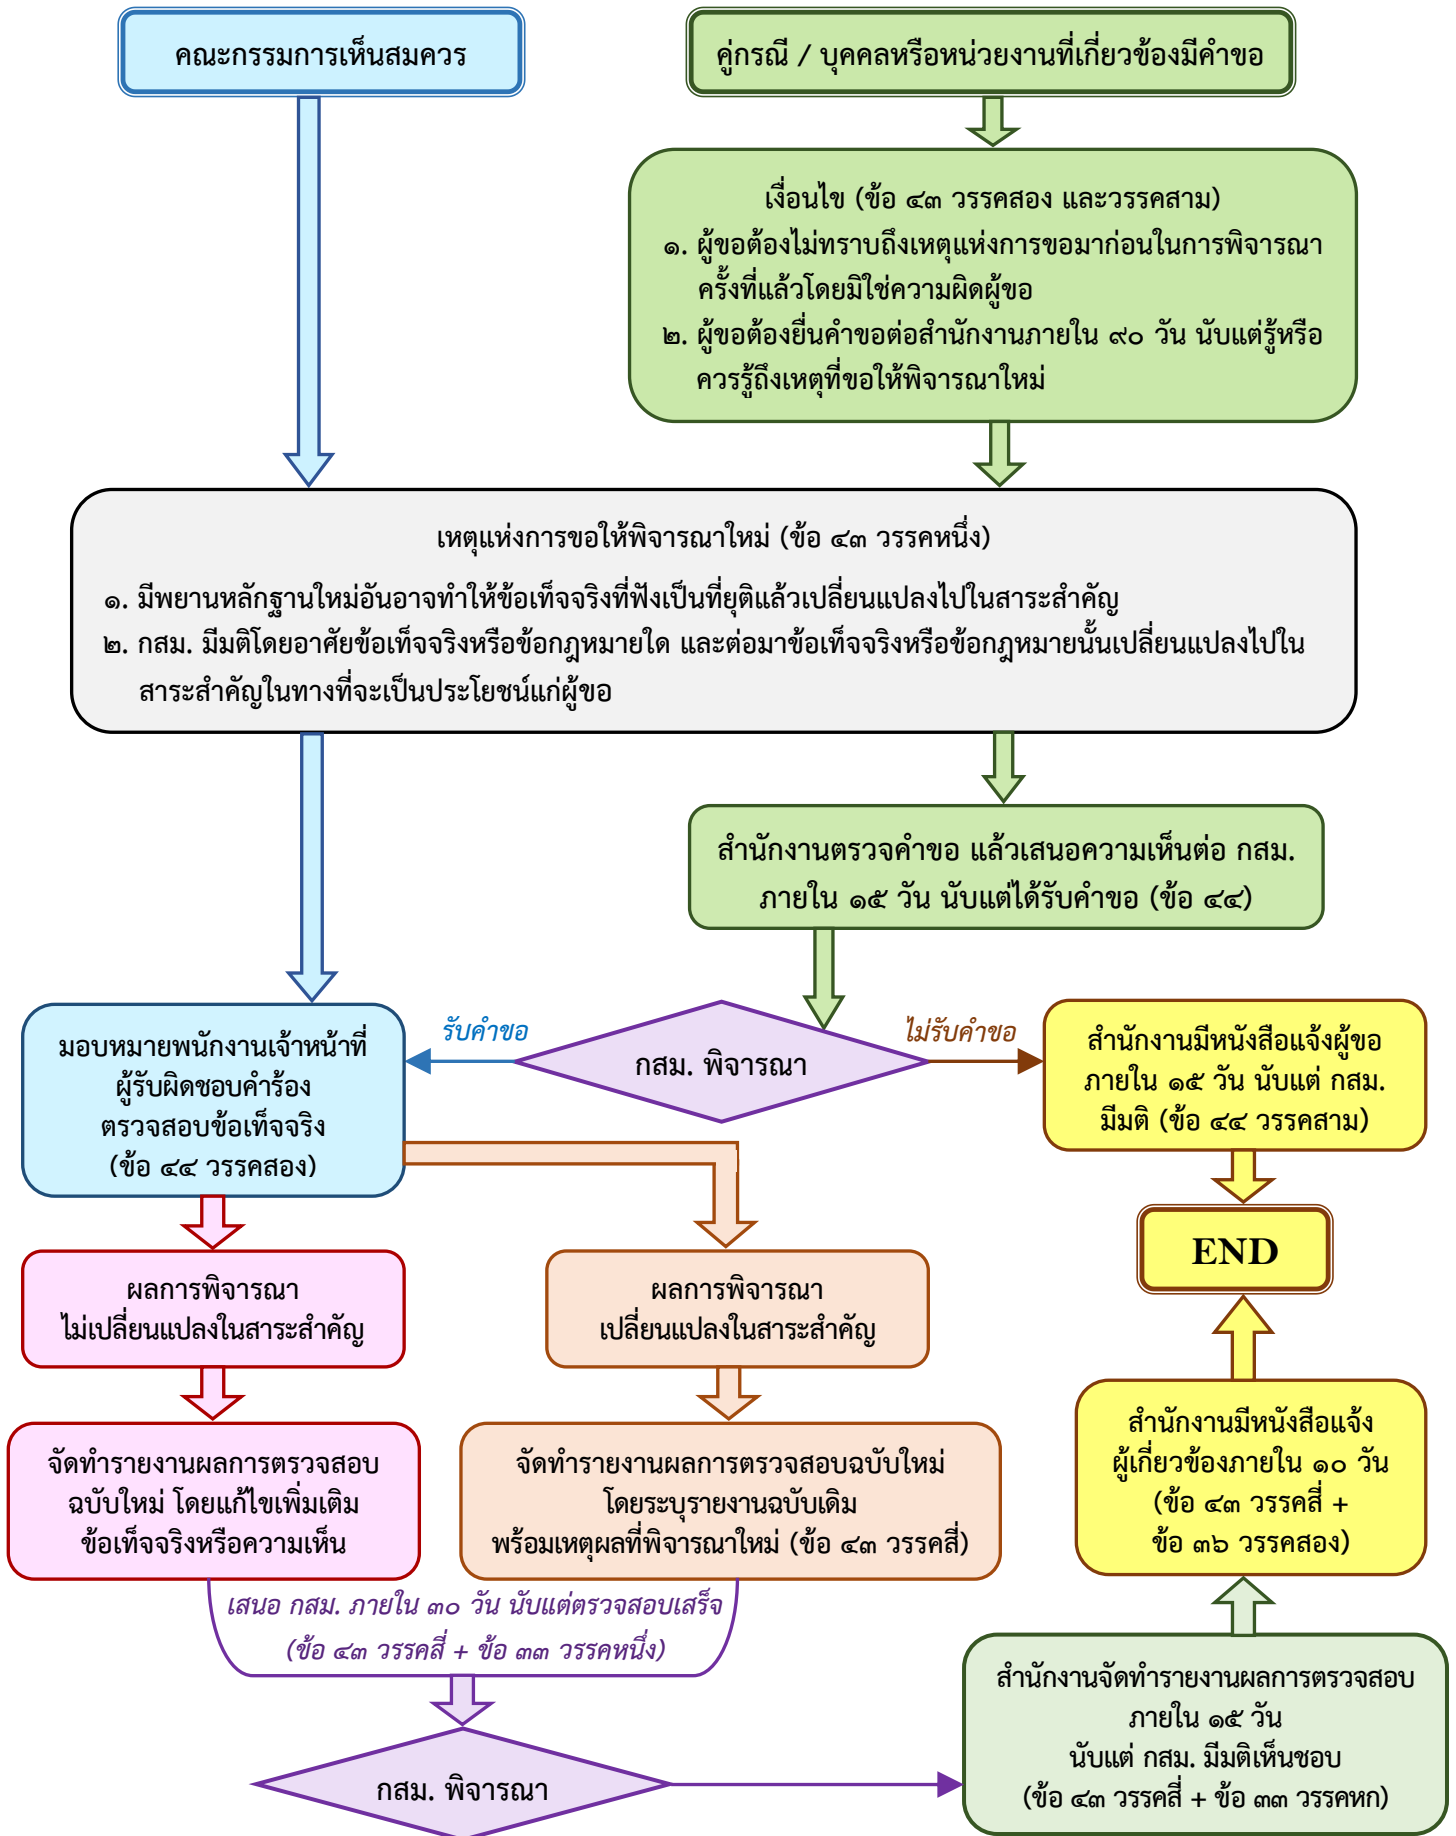 คณะกรรมการเห็นสมควร
คู่กรณี / บุคคลหรือหน่วยงานที่เกี่ยวข้องมีคำขอ
เงื่อนไข (ข้อ ๔๓ วรรคสอง และวรรคสาม)
๑. ผู้ขอต้องไม่ทราบถึงเหตุแห่งการขอมาก่อนในการพิจารณา
ครั้งที่แล้วโดยมิใช่ความผิดผู้ขอ
๒. ผู้ขอต้องยื่นคำขอต่อสำนักงานภายใน ๙๐ วัน นับแต่รู้หรือ
ควรรู้ถึงเหตุที่ขอให้พิจารณาใหม่
เหตุแห่งการขอให้พิจารณาใหม่ (ข้อ ๔๓ วรรคหนึ่ง)
๑. มีพยานหลักฐานใหม่อันอาจทำให้ข้อเท็จจริงที่ฟังเป็นที่ยุติแล้วเปลี่ยนแปลงไปในสาระสำคัญ
๒. กสม. มีมติโดยอาศัยข้อเท็จจริงหรือข้อกฎหมายใด และต่อมาข้อเท็จจริงหรือข้อกฎหมายนั้นเปลี่ยนแปลงไปใน
สาระสำคัญในทางที่จะเป็นประโยชน์แก่ผู้ขอ
สำนักงานตรวจคำขอ แล้วเสนอความเห็นต่อ กสม.
ภายใน ๑๕ วัน นับแต่ได้รับคำขอ (ข้อ ๔๔)
มอบหมายพนักงานเจ้าหน้าที่
ผู้รับผิดชอบคำร้อง
ตรวจสอบข้อเท็จจริง
(ข้อ ๔๔ วรรคสอง)
รับคำขอ
กสม. พิจารณา
ไม่รับคำขอ
สำนักงานมีหนังสือแจ้งผู้ขอ
ภายใน ๑๕ วัน นับแต่ กสม.
มีมติ (ข้อ ๔๔ วรรคสาม)
END
ผลการพิจารณา
ไม่เปลี่ยนแปลงในสาระสำคัญ
ผลการพิจารณา
เปลี่ยนแปลงในสาระสำคัญ
จัดทำรายงานผลการตรวจสอบ
ฉบับใหม่ โดยแก้ไขเพิ่มเติม
ข้อเท็จจริงหรือความเห็น
จัดทำรายงานผลการตรวจสอบฉบับใหม่
โดยระบุรายงานฉบับเดิม
พร้อมเหตุผลที่พิจารณาใหม่ (ข้อ ๔๓ วรรคสี่)
สำนักงานมีหนังสือแจ้ง
ผู้เกี่ยวข้องภายใน ๑๐ วัน
(ข้อ ๔๓ วรรคสี่ +
ข้อ ๓๖ วรรคสอง)
เสนอ กสม. ภายใน ๓๐ วัน นับแต่ตรวจสอบเสร็จ
(ข้อ ๔๓ วรรคสี่ + ข้อ ๓๓ วรรคหนึ่ง)
กสม. พิจารณา
สำนักงานจัดทำรายงานผลการตรวจสอบ
ภายใน ๑๕ วัน
นับแต่ กสม. มีมติเห็นชอบ
(ข้อ ๔๓ วรรคสี่ + ข้อ ๓๓ วรรคหก)